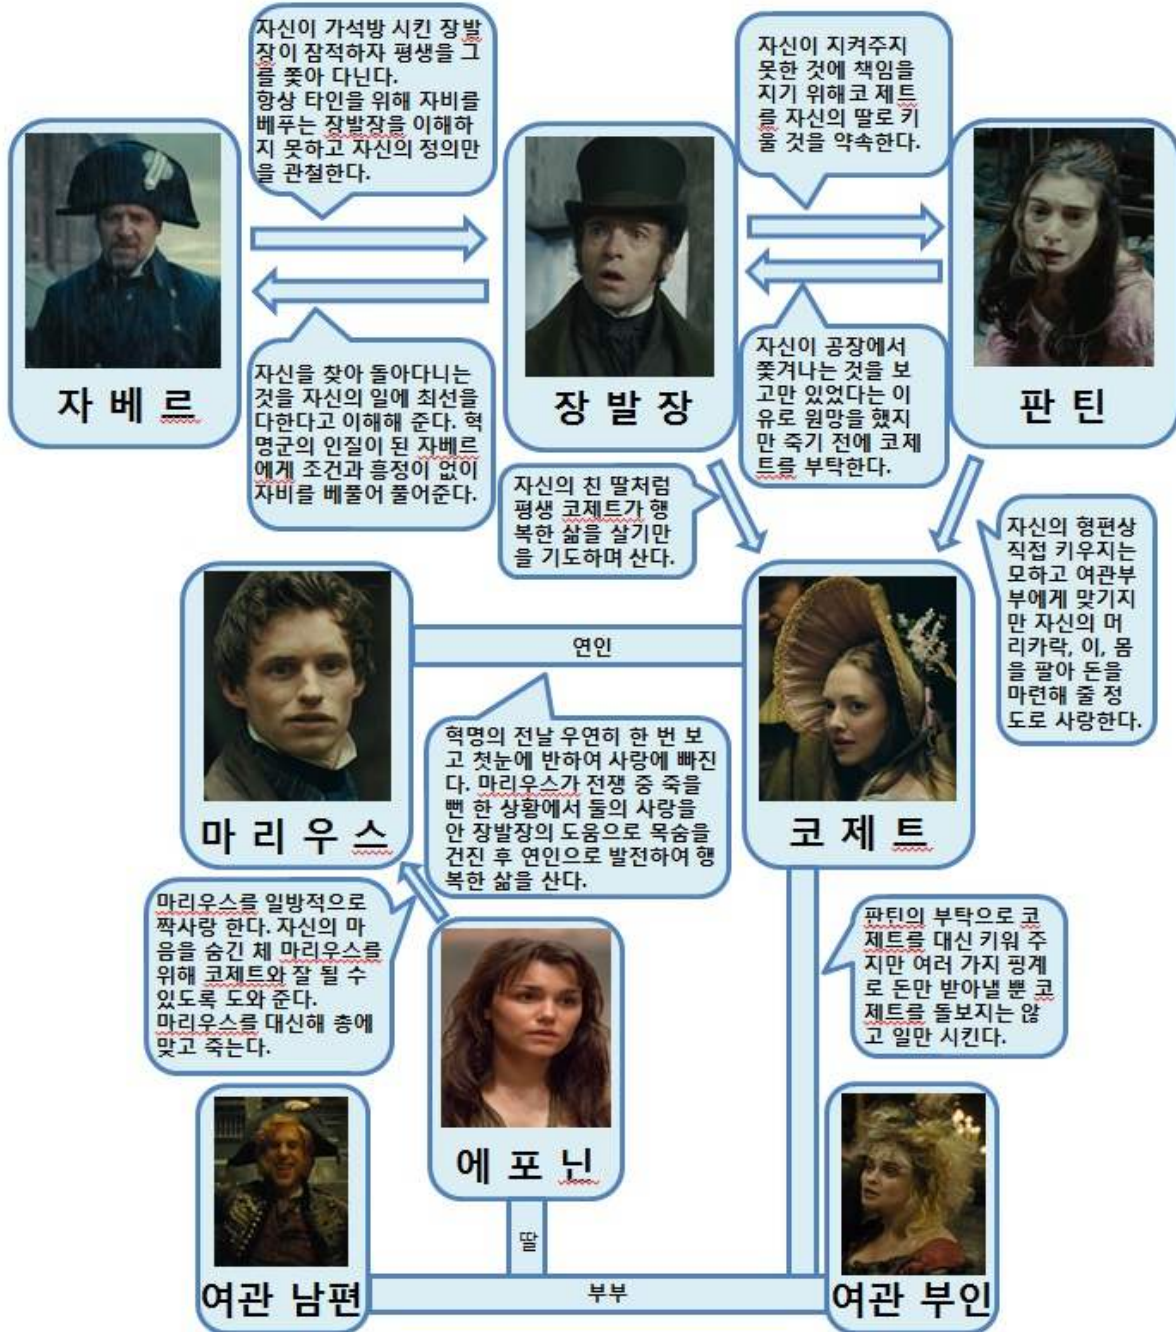 자신이 가석방 시킨 장발
장이 잠적하자 평생을 그
를 쫓아 다닌다.
항상 타인을 위해 자비를
베푸는 장발장을 이해하
지 못하고 자신의 정의만
을 관철한다.
자신이 지켜주지
못한 것에 책임을
지기 위해코 제트
를 자신의 딸로 키
울 것을 약속한다.
자 베 르
장 발 장
판 틴
자신을 찾아 돌아다니는
것을 자신의 일에 최선을
다한다고 이해해 준다. 혁
명군의 인질이 된 자베르
에게 조건과 흥정이 없이
자비를 베풀어 풀어준다.
자신이 공장에서
쫓겨나는 것을 보
고만 있었다는 이
유로 원망을 했지
만 죽기 전에 코제
트를 부탁한다.
자신의 친 딸처럼
평생 코제트가 행
복한 삶을 살기만
을 기도하며 산다.
자신의 형편상
직접 키우지는
모하고 여관부
부에게 맞기지
만 자신의 머
리카락, 이, 몸
을 팔아 돈을
마련해 줄 정
도로 사랑한다.
연인
마 리 우 스
코 제 트
혁명의 전날 우연히 한 번 보
고 첫눈에 반하여 사랑에 빠진
다. 마리우스가 전쟁 중 죽을
뻔 한 상황에서 둘의 사랑을
안 장발장의 도움으로 목숨을
건진 후 연인으로 발전하여 행
복한 삶을 산다.
마리우스를 일방적으로
짝사랑 한다. 자신의 마
음을 숨긴 체 마리우스를
위해 코제트와 잘 될 수
있도록 도와 준다.
마리우스를 대신해 총에
맞고 죽는다.
판틴의 부탁으로 코
제트를 대신 키워 주
지만 여러 가지 핑계
로 돈만 받아낼 뿐 코
제트를 돌보지는 않
고 일만 시킨다.
에 포 닌
딸
여관 남편
부부
여관 부인